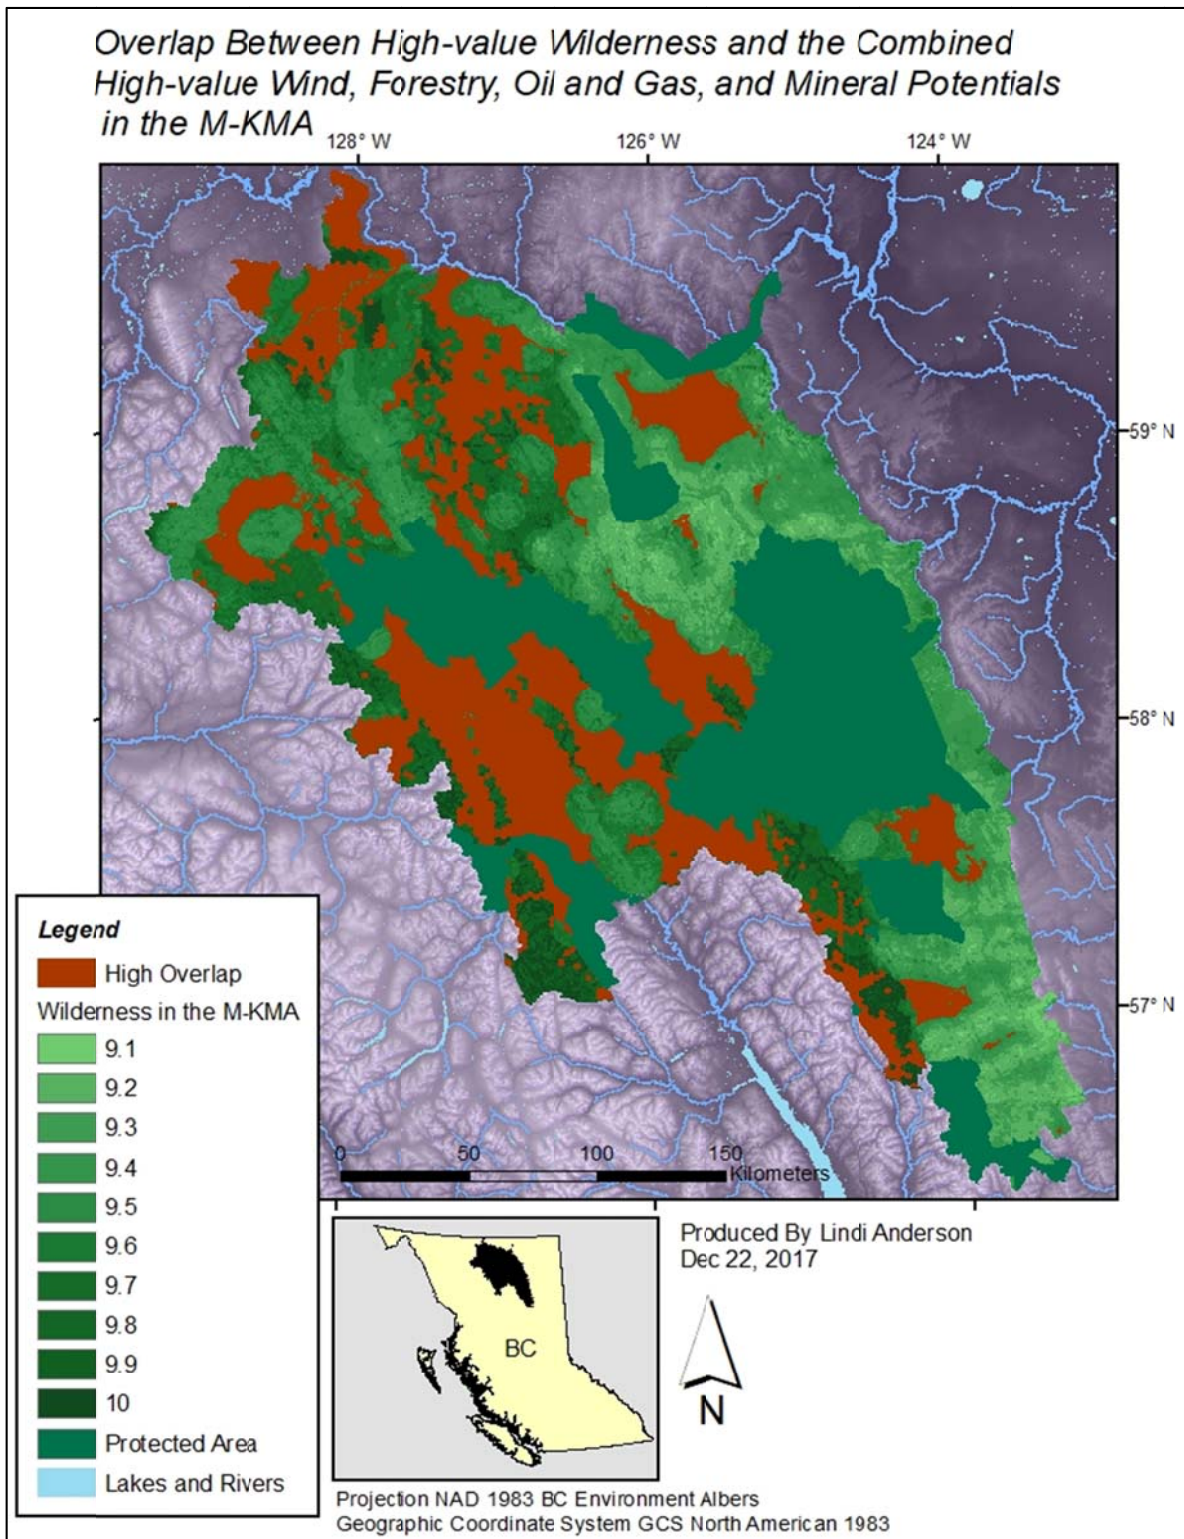 Overlap Between High-value Wilderness and the Combined
High-value Wind, Forestry, Oil and Gas, and Mineral Potentials
in the M-KMA
128° W
126° W
124° W
59° N
58° N
57° N
Legend
High Overlap
Wilderness in the M-KMA
9.1
9.2
9.3
9.4
9.5
9.6
9.7
9.8
9.9
10
Protected Area
Lakes and Rivers
0 50 100 150
Kilometers
BC
Produced By Lindi Anderson
Dec 22, 2017
N
Projection NAD 1983 BC Environment Albers
Geographic Coordinate System GCS North American 1983